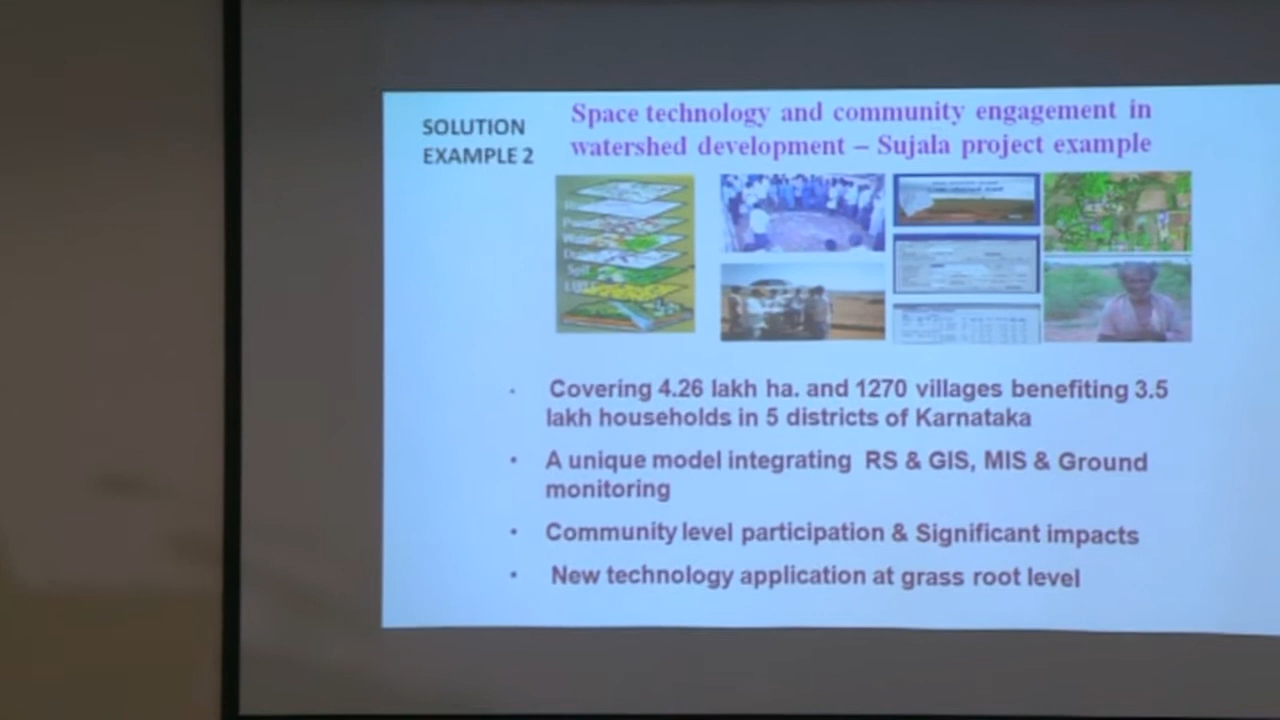 SOLUTION
EXAMPLE 2
Space technology and community engagement in
watershed development – Sujala project example
Soil
· Covering 4.26 lakh ha. and 1270 villages benefiting 3.5
lakh households in 5 districts of Karnataka
· A unique model integrating RS & GIS, MIS & Ground
monitoring
· Community level participation & Significant impacts
· New technology application at grass root level